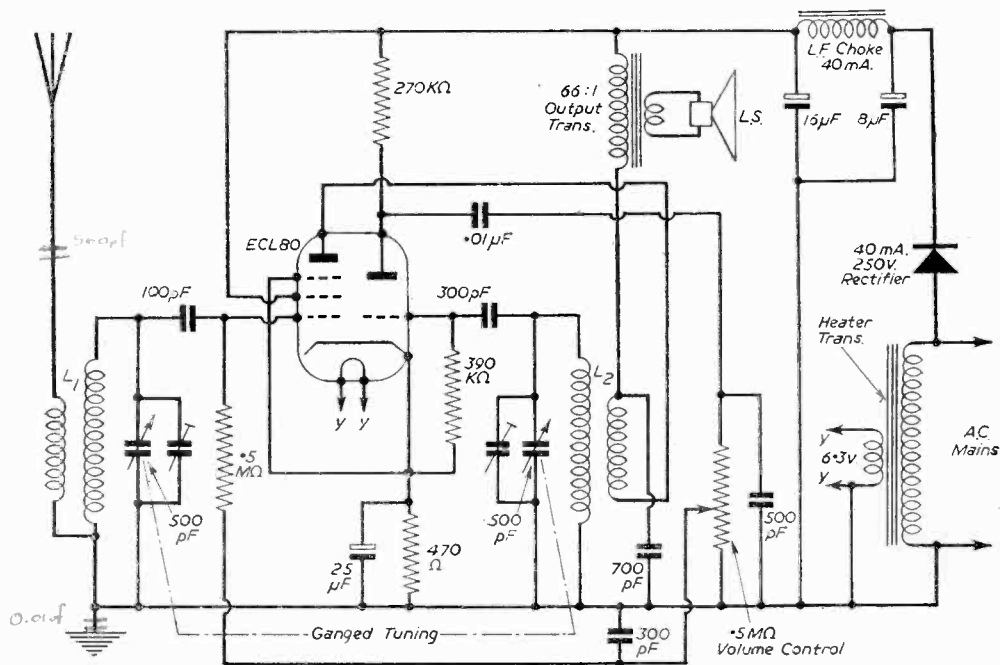 L.F. Choke
40mA.
270KΩ
66:1
Output
Trans.
L.S.
16µF
8µF
ECL80
·01µF
560pf
40mA.
250V.
Rectifier
100pF
300pF
Heater
Trans.
L1
390
KΩ
L2
y y
·5
MΩ
y
6·3v
y
A.C.
Mains
500
pF
25
µF
470
Ω
500
pF
700
pF
500
pF
0.01uf
Ganged Tuning
300
pF
·5MΩ
Volume Control